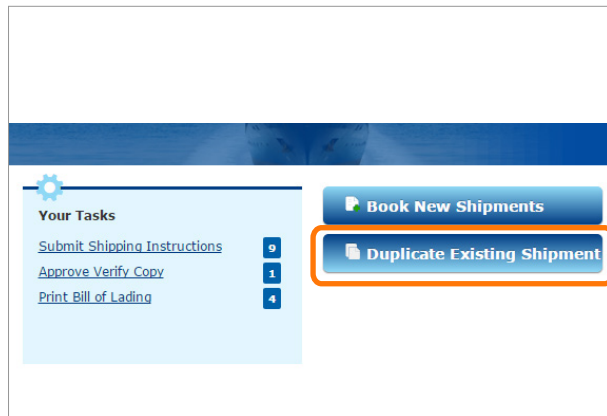 Your Tasks
Submit Shipping Instructions 9
Approve Verify Copy 1
Print Bill of Lading 4
Book New Shipments
Duplicate Existing Shipment